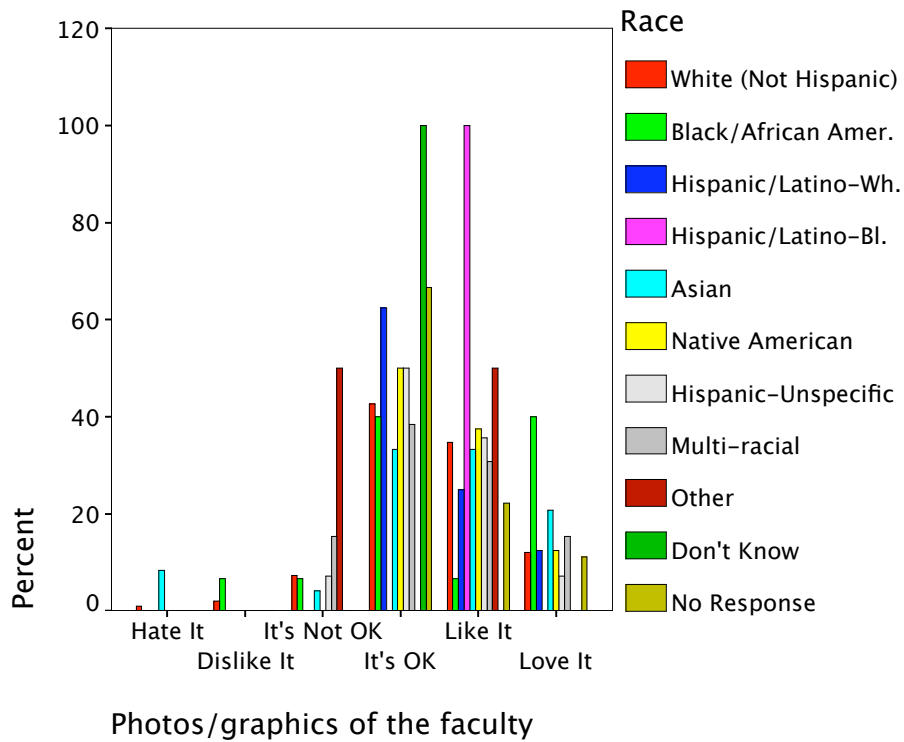 Race
120
100
80
60
40
20
0
Percent
White (Not Hispanic)
Black/African Amer.
Hispanic/Latino-Wh.
Hispanic/Latino-Bl.
Asian
Native American
Hispanic-Unspecific
Multi-racial
Other
Don't Know
No Response
Hate It
Dislike It
It's Not OK
It's OK
Like It
Love It
Photos/graphics of the faculty